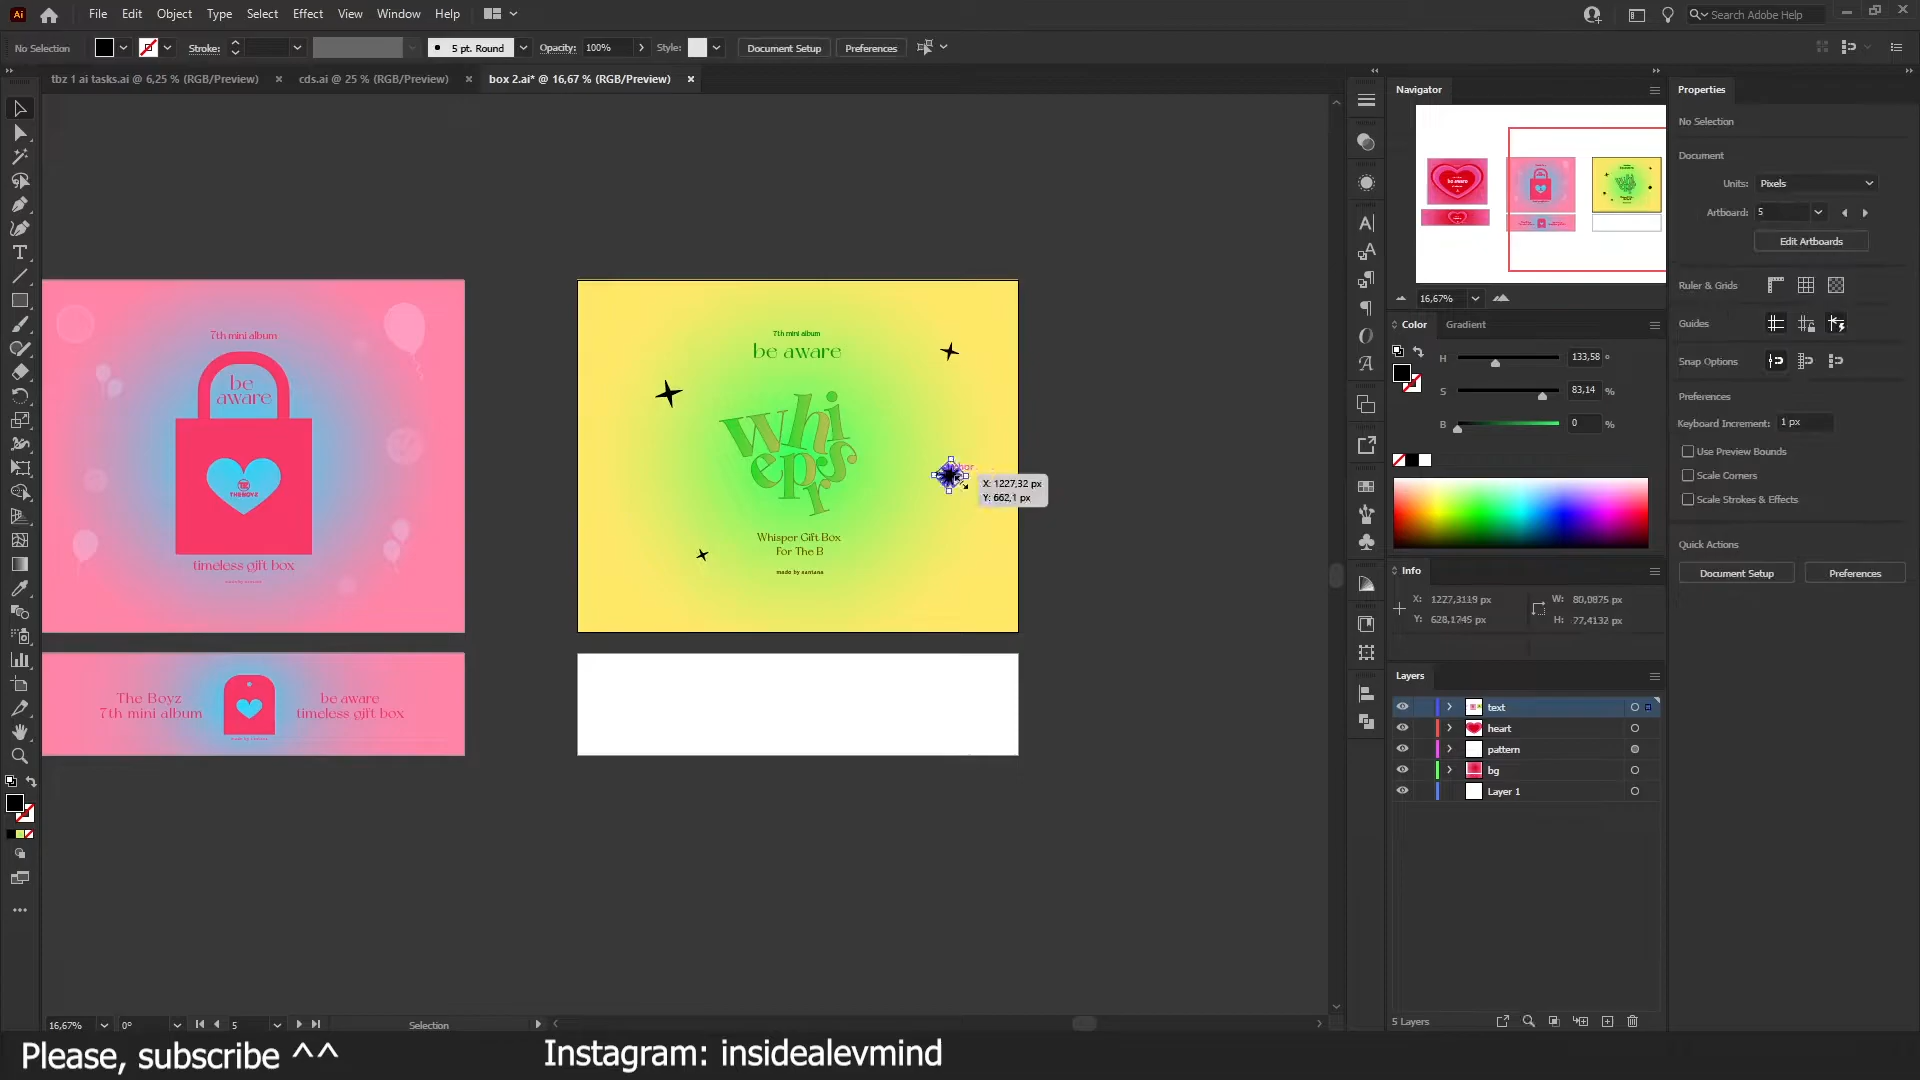 Ai
File Edit Object Type Select Effect View Window Help
Search Adobe Help
No Selection
Stroke:
5 pt. Round
Opacity: 100%
Style:
Document Setup
Preferences
tbz 1 ai tasks.ai @ 6,25 % (RGB/Preview)
cds.ai @ 25 % (RGB/Preview)
box 2.ai* @ 16,67 % (RGB/Preview)
7th mini album
be
aware
THEBOYZ
timeless gift box
The Boyz
7th mini album
be aware
timeless gift box
7th mini album
be aware
whisper
Whisper Gift Box
For The B
made by santana
X: 1227,32 px
Y: 662,1 px
Navigator
be aware
16,67%
Color
Gradient
H 133,58 °
S 83,14 %
B 0 %
Info
X: 1227,3119 px
Y: 628,1745 px
W: 80,0875 px
H: 77,4132 px
Layers
text
heart
pattern
bg
Layer 1
5 Layers
Properties
No Selection
Document
Units: Pixels
Artboard: 5
Edit Artboards
Ruler & Grids
Guides
Snap Options
Preferences
Keyboard Increment: 1 px
Use Preview Bounds
Scale Corners
Scale Strokes & Effects
Quick Actions
Document Setup
Preferences
16,67%
0°
5
Selection
Please, subscribe ^^
Instagram: insidealevmind